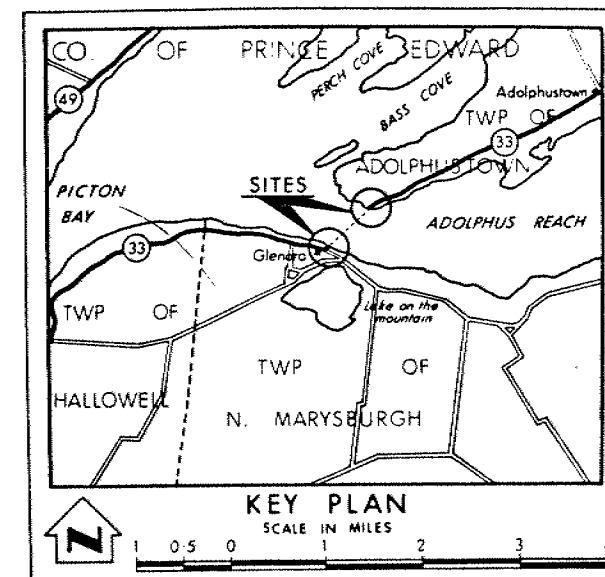 CO. OF PRINCE EDWARD
PERCH COVE
BASS COVE
49
Adolphustown
TWP OF
33
ADOLPHUSTOWN
SITES
PICTON
BAY
ADOLPHUS REACH
33
Glenora
TWP OF
Lake on the
mountain
TWP OF
HALLOWELL
N. MARYSBURGH
KEY PLAN
SCALE IN MILES
N
1 0·5 0 1 2 3